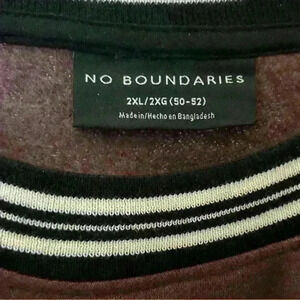 NO BOUNDARIES
2XL/2XG (50-52)
Made in/Hecho en Bangladesh